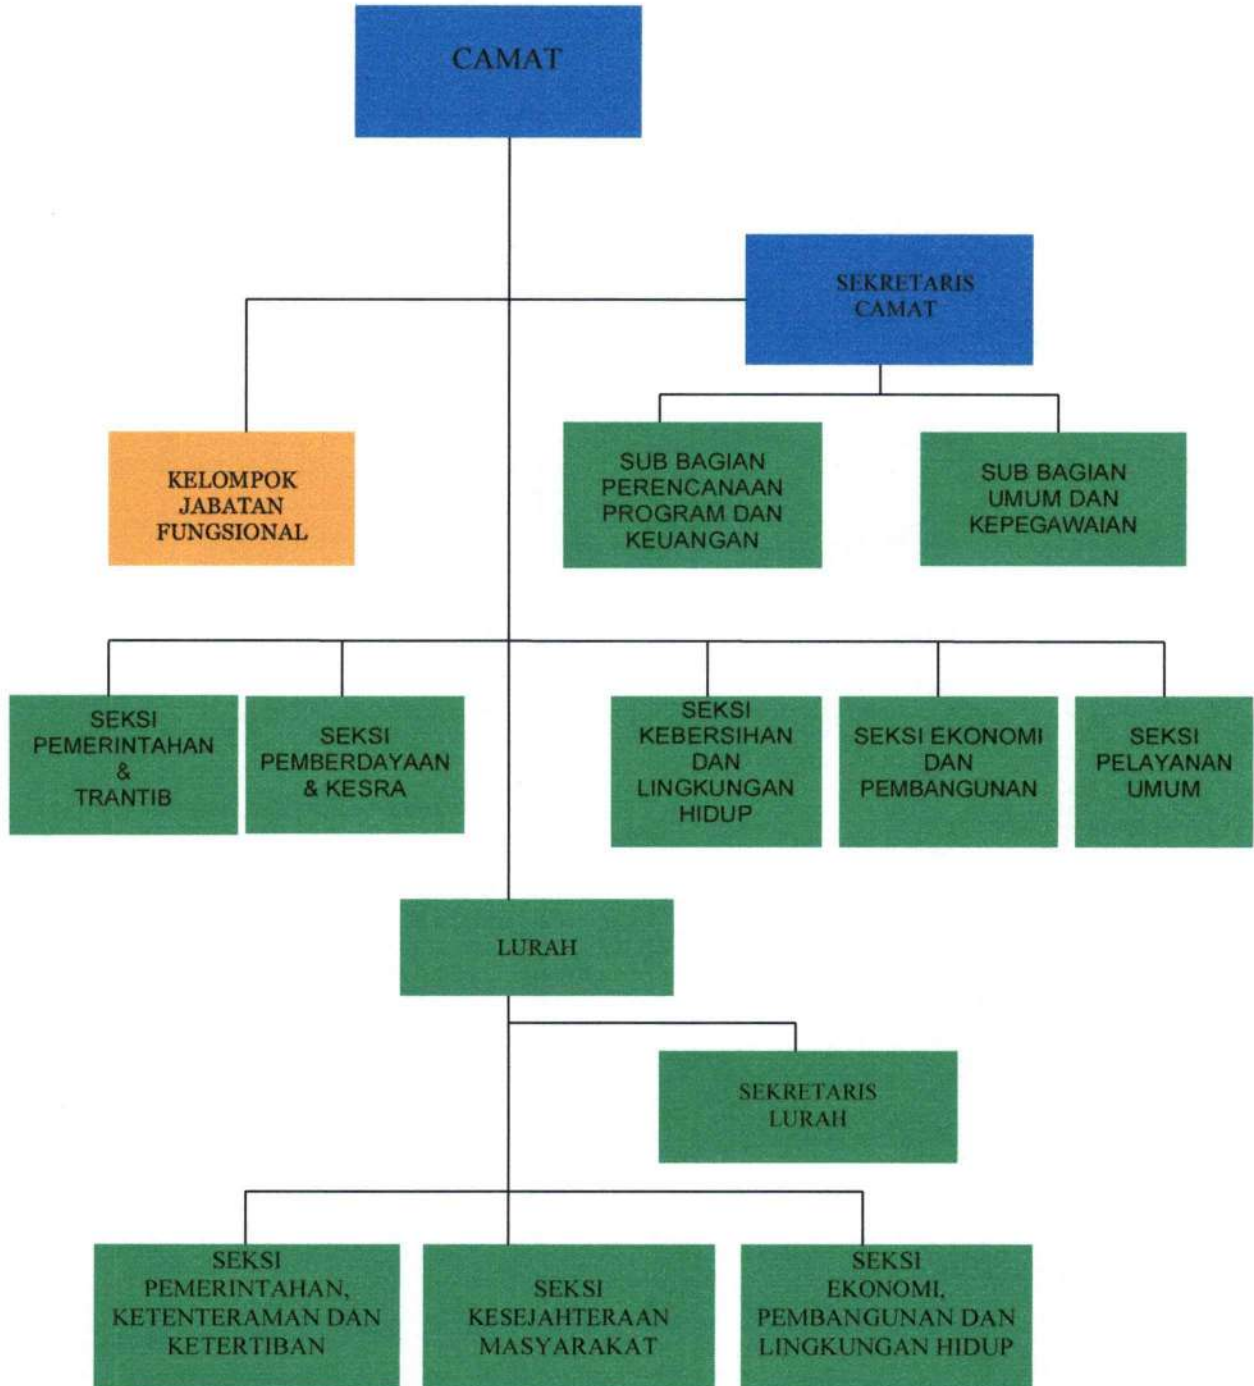 CAMAT
SEKRETARIS
CAMAT
KELOMPOK
JABATAN
FUNGSIONAL
SUB BAGIAN
PERENCANAAN
PROGRAM DAN
KEUANGAN
SUB BAGIAN
UMUM DAN
KEPEGAWAIAN
SEKSI
PEMERINTAHAN
&
TRANTIB
SEKSI
PEMBERDAYAAN
& KESRA
SEKSI
KEBERSIHAN
DAN
LINGKUNGAN
HIDUP
SEKSI EKONOMI
DAN
PEMBANGUNAN
SEKSI
PELAYANAN
UMUM
LURAH
SEKRETARIS
LURAH
SEKSI
PEMERINTAHAN,
KETENTERAMAN DAN
KETERTIBAN
SEKSI
KESEJAHTERAAN
MASYARAKAT
SEKSI
EKONOMI,
PEMBANGUNAN DAN
LINGKUNGAN HIDUP